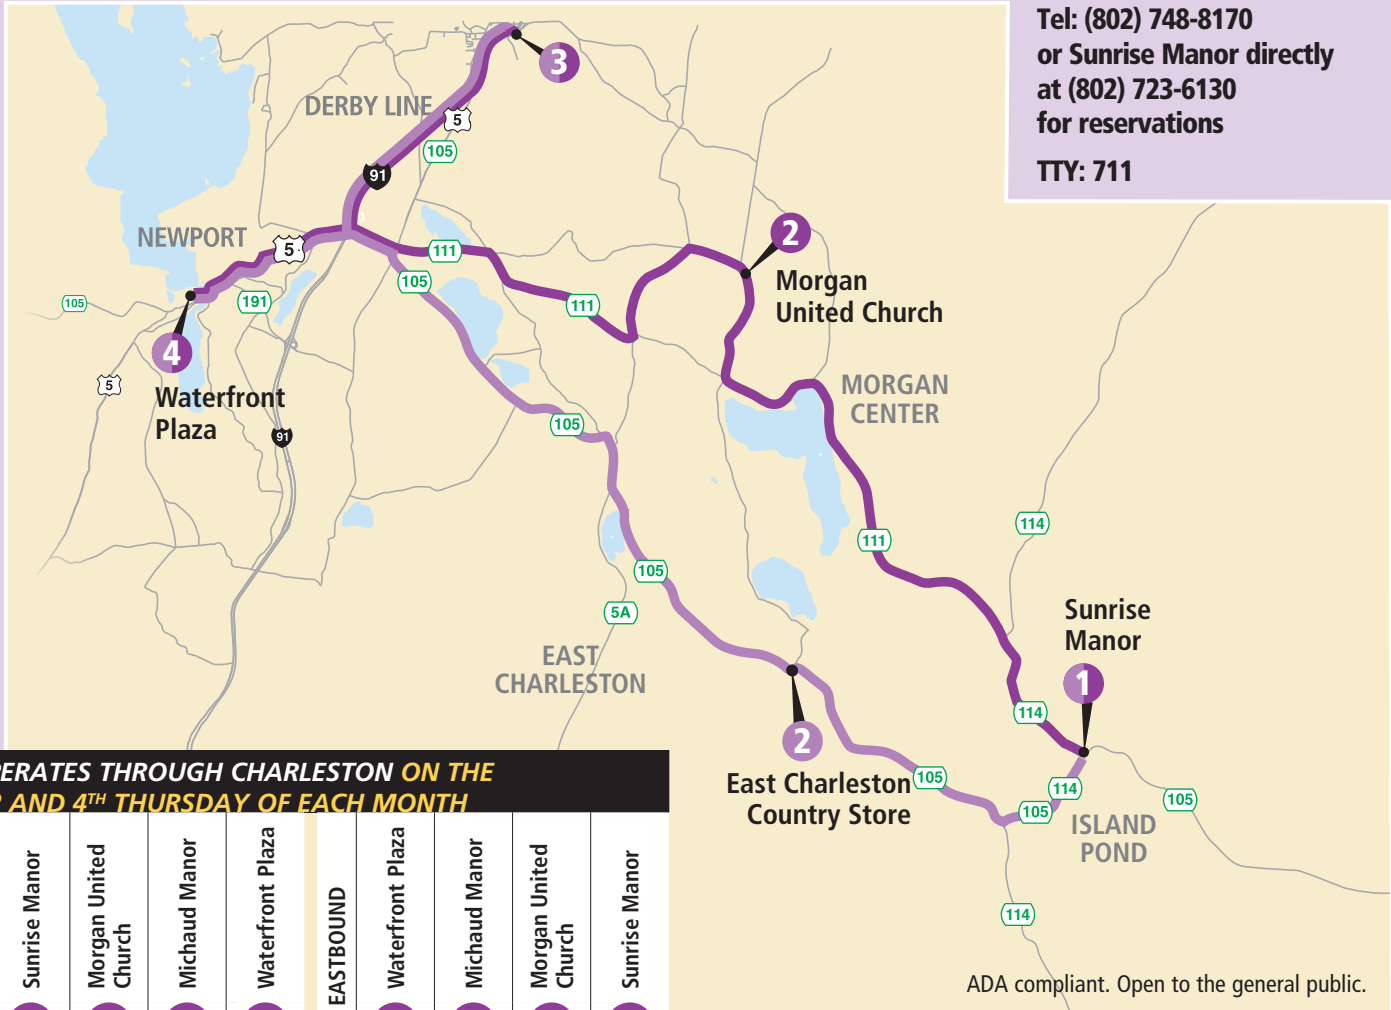 Tel: (802) 748-8170
or Sunrise Manor directly
at (802) 723-6130
for reservations
TTY: 711
3
DERBY LINE
5
105
91
2
NEWPORT
5
111
105
Morgan
United Church
105
191
111
4
5
Waterfront
Plaza
MORGAN
CENTER
105
91
114
111
105
5A
Sunrise
Manor
EAST
CHARLESTON
1
114
2
East Charleston
Country Store
105
114
105
105
ISLAND
POND
114
ADA compliant. Open to the general public.
PERATES THROUGH CHARLESTON ON THE
AND 4TH THURSDAY OF EACH MONTH
Sunrise Manor
Morgan United
Church
Michaud Manor
Waterfront Plaza
EASTBOUND
Waterfront Plaza
Michaud Manor
Morgan United
Church
Sunrise Manor